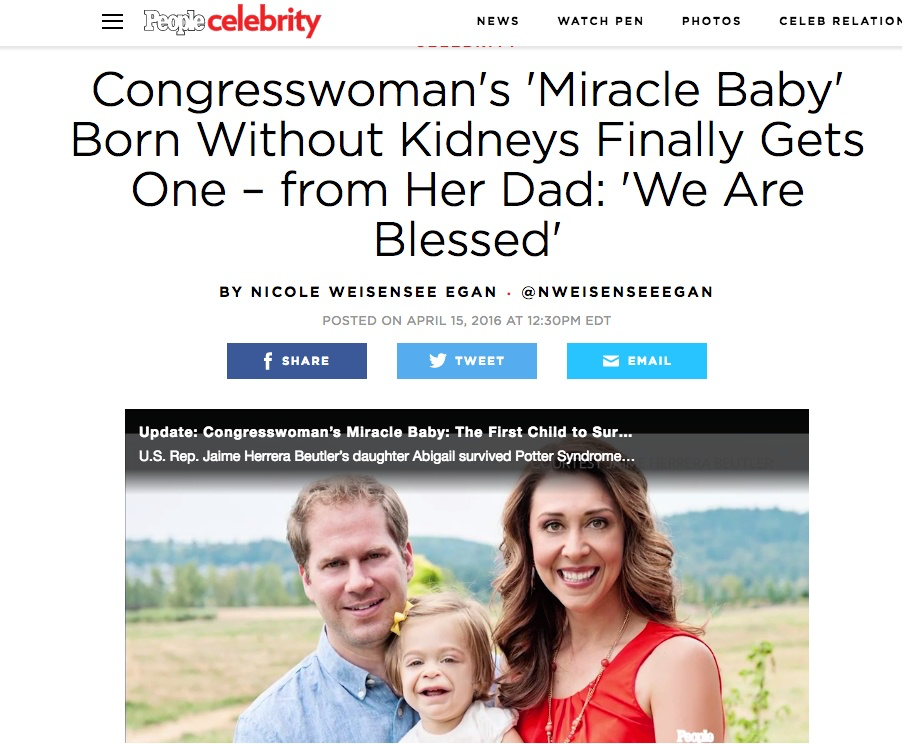 People celebrity
NEWS WATCH PEN PHOTOS CELEB RELATION
Congresswoman's 'Miracle Baby'
Born Without Kidneys Finally Gets
One – from Her Dad: 'We Are
Blessed'
BY NICOLE WEISENSEE EGAN · @NWEISENSEEEGAN
POSTED ON APRIL 15, 2016 AT 12:30PM EDT
SHARE TWEET EMAIL
Update: Congresswoman's Miracle Baby: The First Child to Sur...
U.S. Rep. Jaime Herrera Beutler's daughter Abigail survived Potter Syndrome...
People